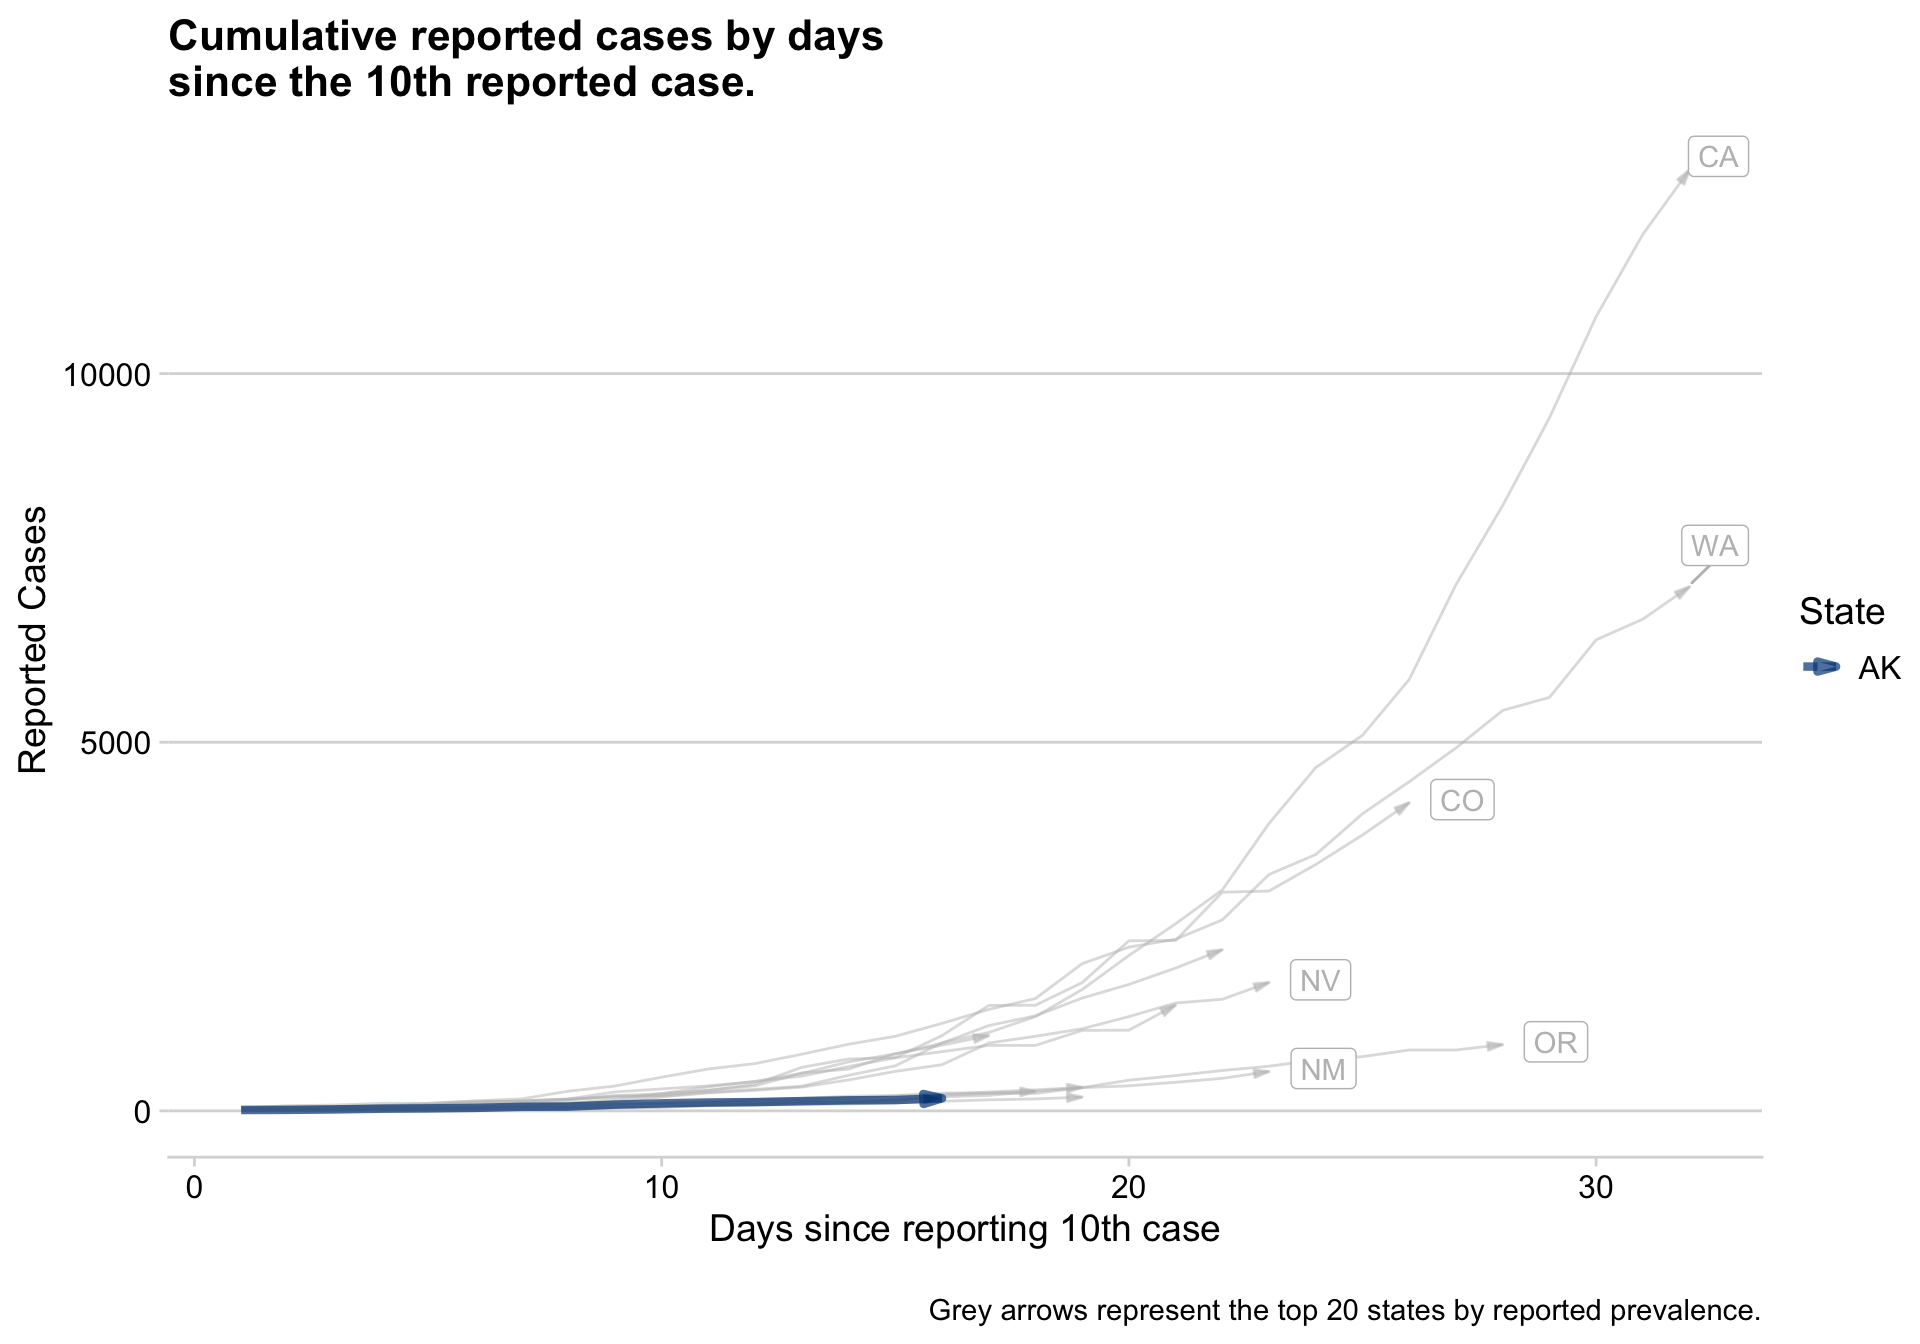 Cumulative reported cases by days
since the 10th reported case.
CA
10000
WA
Reported Cases
State
AK
5000
CO
NV
OR
NM
0
0 10 20 30
Days since reporting 10th case
Grey arrows represent the top 20 states by reported prevalence.